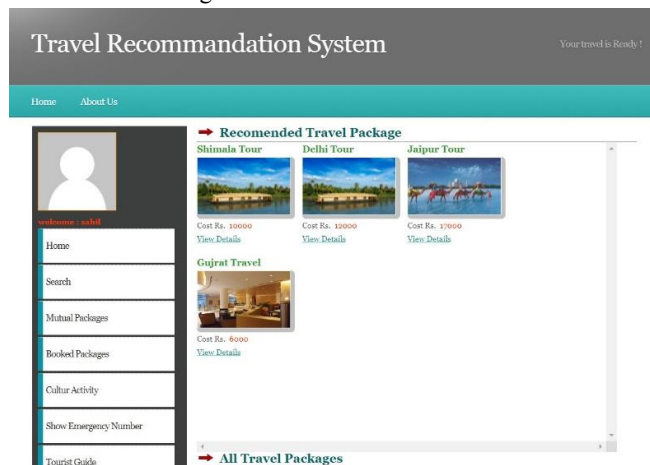 Travel Recommandation System
Your travel is Ready !
Home About Us
welcome : sahil
Home
Search
Mutual Packages
Booked Packages
Cultur Activity
Show Emergency Number
Tourist Guide
Recomended Travel Package
Shimala Tour Delhi Tour Jaipur Tour
Cost Rs. 10000 Cost Rs. 12000 Cost Rs. 17000
View Details View Details View Details
Gujrat Travel
Cost Rs. 6000
View Details
All Travel Packages